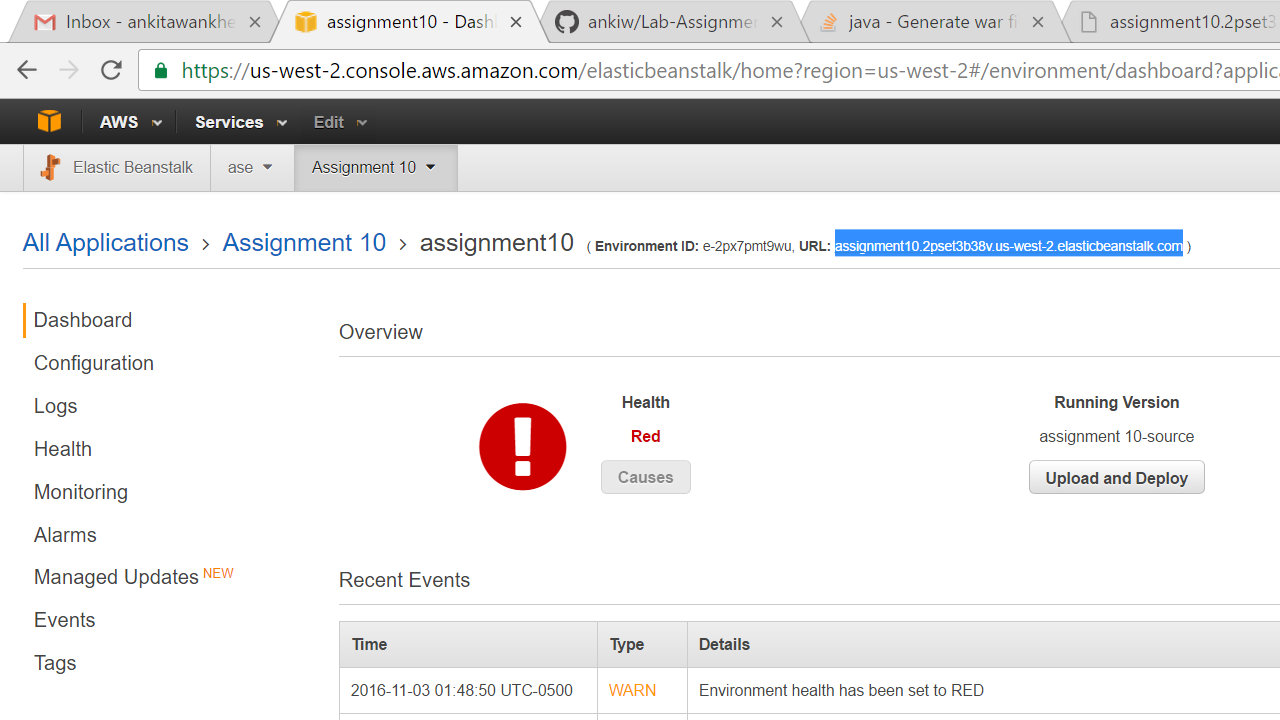 Inbox - ankitawankhe
assignment10 - Dash
ankiw/Lab-Assignmen
java - Generate war fi
assignment10.2pset3
https://us-west-2.console.aws.amazon.com/elasticbeanstalk/home?region=us-west-2#/environment/dashboard?applic
AWS Services Edit
Elastic Beanstalk ase Assignment 10
All Applications > Assignment 10 > assignment10 ( Environment ID: e-2px7pmt9wu, URL: assignment10.2pset3b38v.us-west-2.elasticbeanstalk.com )
Dashboard
Configuration
Logs
Health
Monitoring
Alarms
Managed Updates NEW
Events
Tags
Overview
Health
Red
Causes
Running Version
assignment 10-source
Upload and Deploy
Recent Events
Time Type Details
2016-11-03 01:48:50 UTC-0500 WARN Environment health has been set to RED